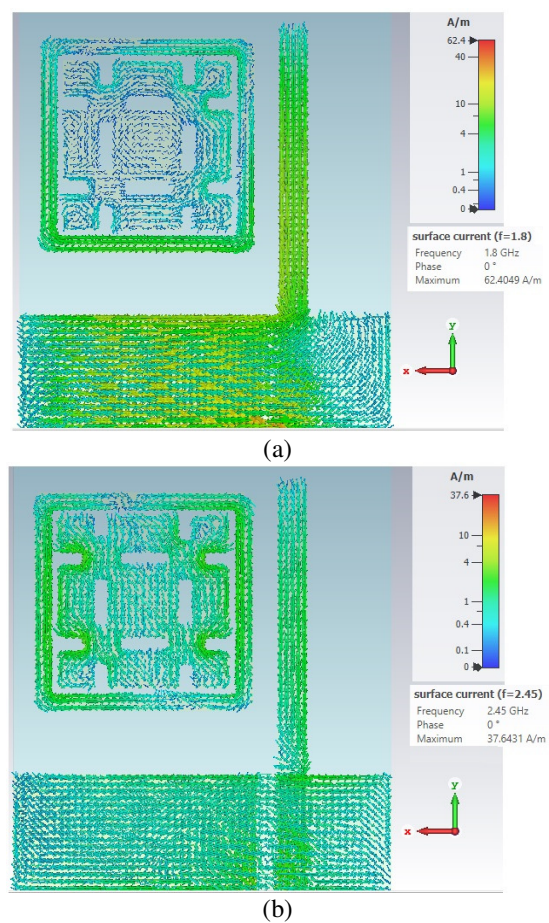 A/m
62.4
40
10
4
1
0.4
0
surface current (f=1.8)
Frequency 1.8 GHz
Phase 0 °
Maximum 62.4049 A/m
y
x
(a)
A/m
37.6
10
4
1
0.4
0.1
0
surface current (f=2.45)
Frequency 2.45 GHz
Phase 0 °
Maximum 37.6431 A/m
y
x
(b)